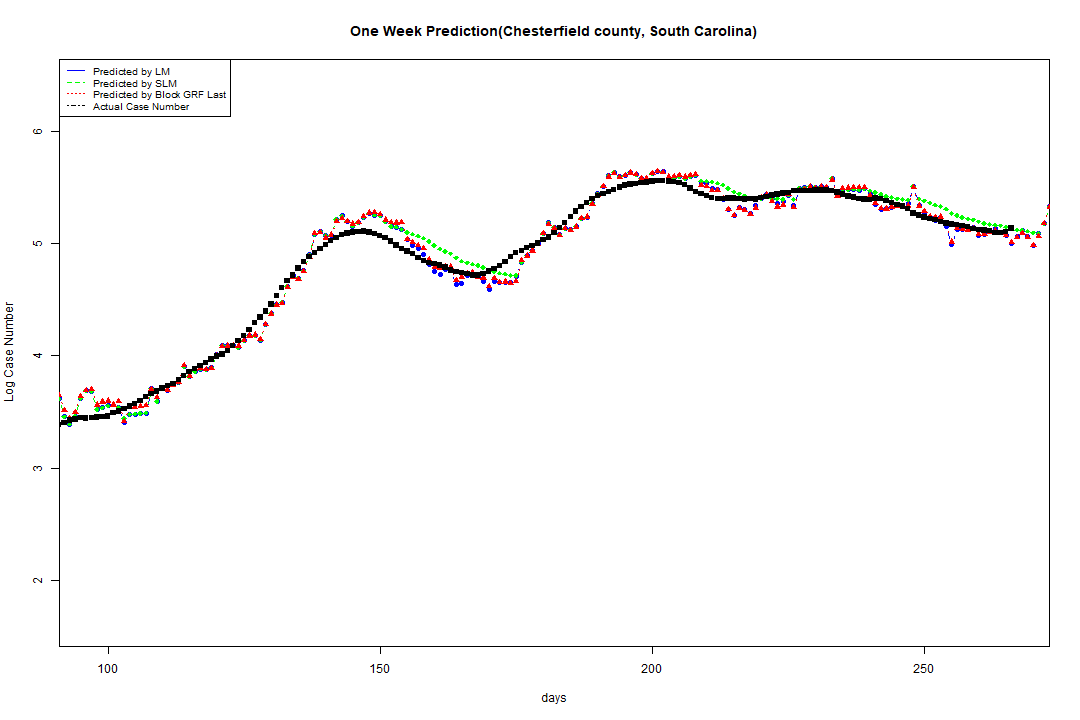 One Week Prediction(Chesterfield county, South Carolina)
Predicted by LM
Predicted by SLM
Predicted by Block GRF Last
Actual Case Number
6
5
4
3
2
Log Case Number
100 150 200 250
days